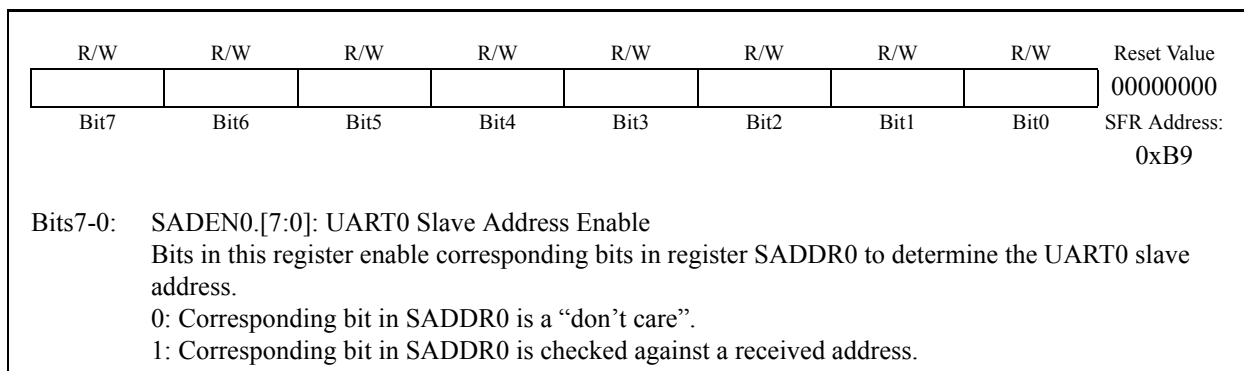 R/W R/W R/W R/W R/W R/W R/W R/W Reset Value
00000000
Bit7 Bit6 Bit5 Bit4 Bit3 Bit2 Bit1 Bit0 SFR Address:
0xB9
Bits7-0: SADEN0.[7:0]: UART0 Slave Address Enable
Bits in this register enable corresponding bits in register SADDR0 to determine the UART0 slave
address.
0: Corresponding bit in SADDR0 is a “don’t care”.
1: Corresponding bit in SADDR0 is checked against a received address.